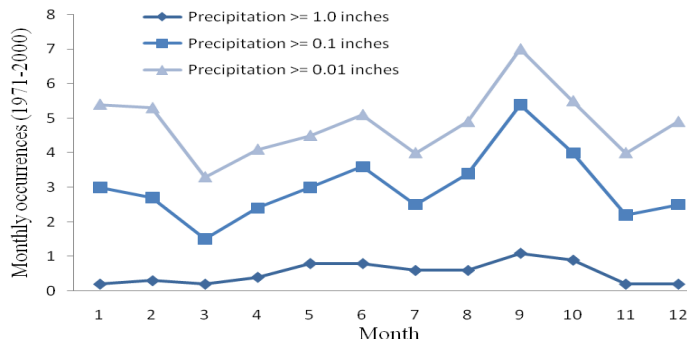 Precipitation >= 1.0 inches
Precipitation >= 0.1 inches
Precipitation >= 0.01 inches
Monthly occurrences (1971-2000)
8
7
6
5
4
3
2
1
0
1 2 3 4 5 6 7 8 9 10 11 12
Month